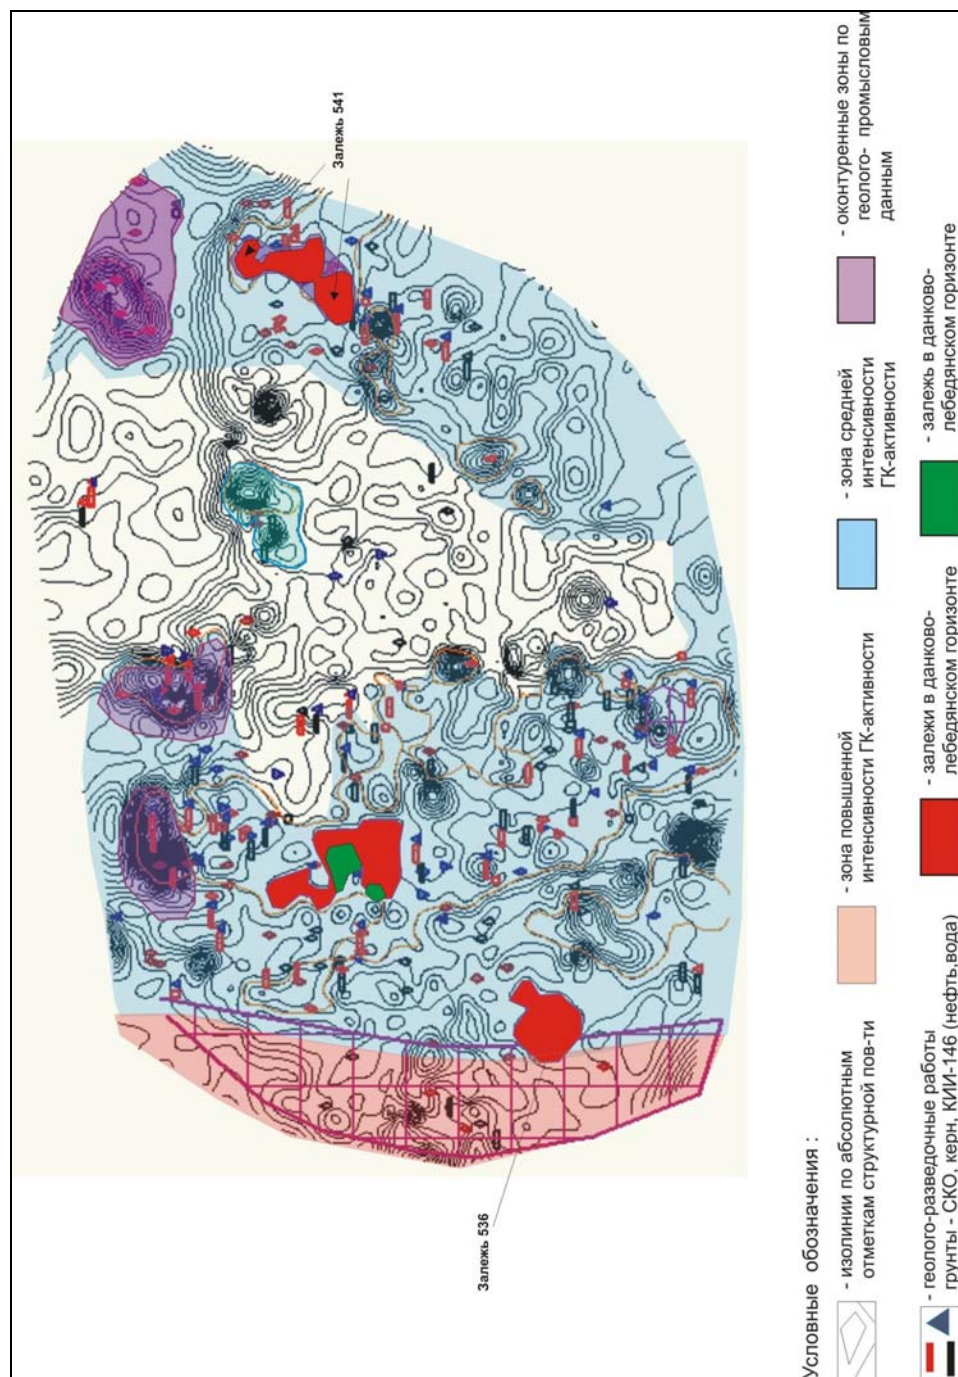 Залежь 541
Залежь 536
Условные обозначения :
- изолинии по абсолютным
отметкам структурной пов-ти
- зона повышенной
интенсивности ГК-активности
- зона средней
интенсивности
ГК-активности
- оконтуренные зоны по
геолого- промысловым
данным
- геолого-разведочные работы
грунты - СКО, керн, КИИ-146 (нефть,вода)
- залежи в данково-
лебедянском горизонте
- залежь в данково-
лебедянском горизонте